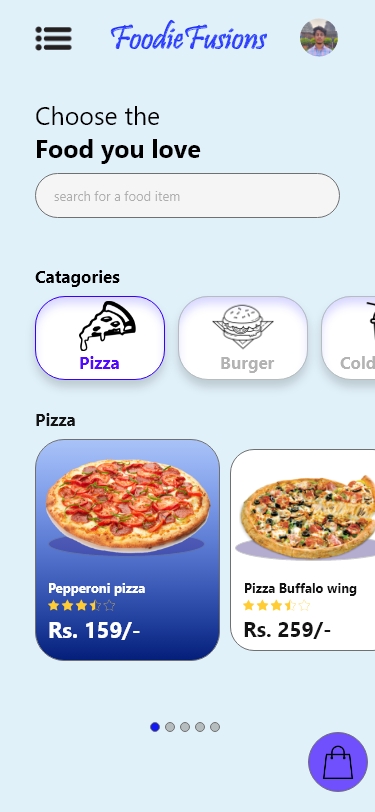 FoodieFusions
Choose the
Food you love
search for a food item
Catagories
Pizza
Burger
Cold
Pizza
Pepperoni pizza
Rs. 159/-
Pizza Buffalo wing
Rs. 259/-